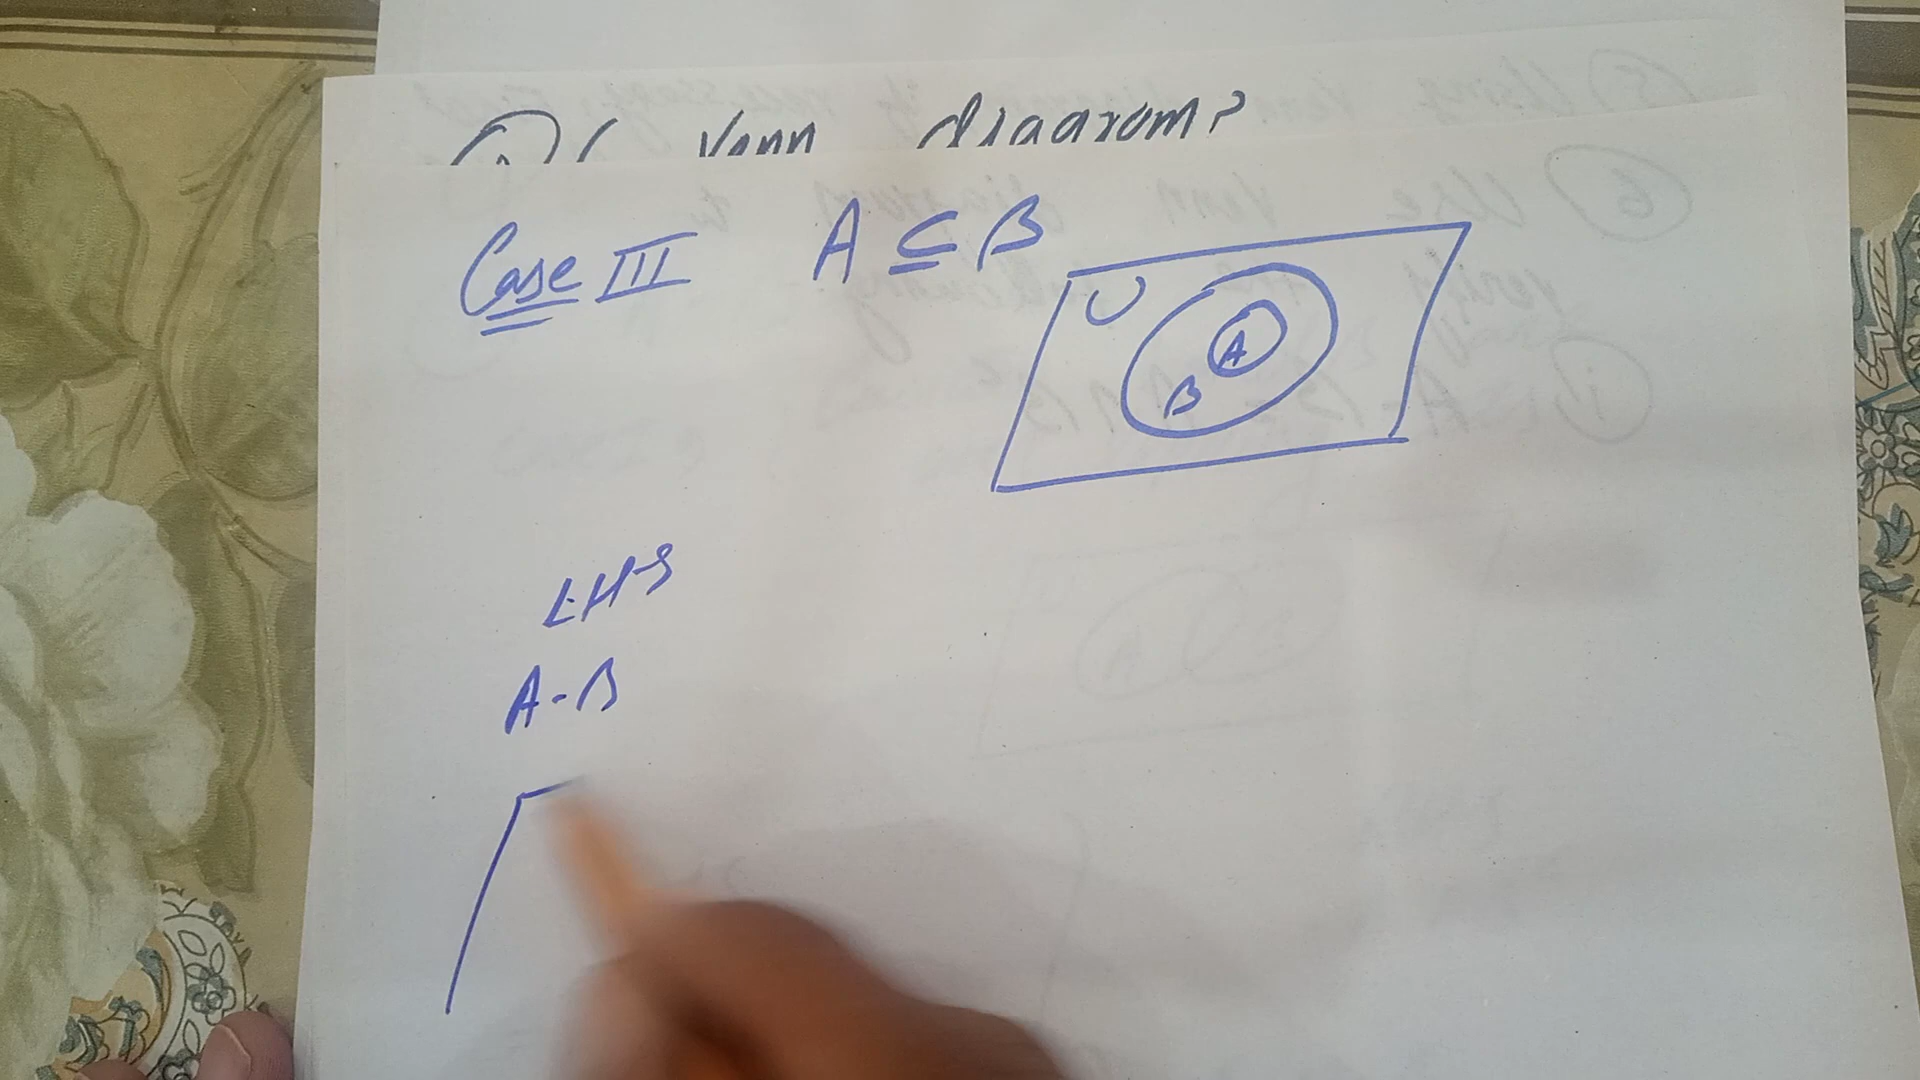 Venn diagram?
Case III A ⊆ B
U
A
B
LHS
A-B